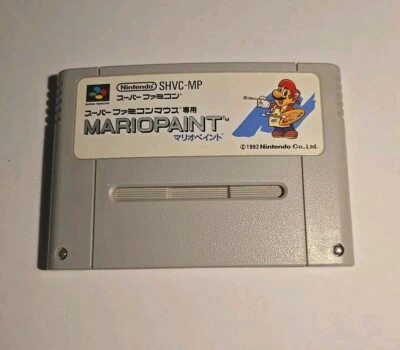 Nintendo SHVC-MP
スーパーファミコン
スーパーファミコンマウス専用
MARIOPAINT™
マリオペイント
©1992 Nintendo Co., Ltd.